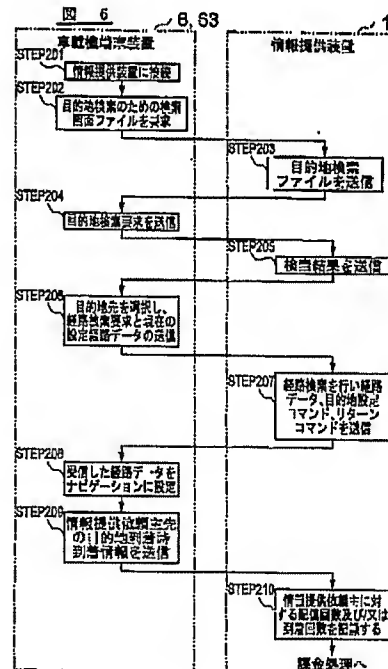 図 6
車載機端末装置
6, S3
情報提供装置
1
STEP201
情報提供装置に接続
STEP202
目的地検索のための検索
画面ファイルを要求
STEP203
目的地検索
ファイルを送信
STEP204
目的地検索要求を送信
STEP205
結果を送信
STEP206
目的地先を選択し、
経路検索要求と現在の
設定経路データの送信
STEP207
経路検索を行い経路
データ、目的地設定
コマンド、リターン
コマンドを送信
STEP208
受信した経路データを
ナビゲーションに設定
STEP209
情報提供依頼主先
の目的地到着時
到着情報を送信
STEP210
提供依頼主に対
する配信回数及び/又は
到着回数を記録する
課金処理へ